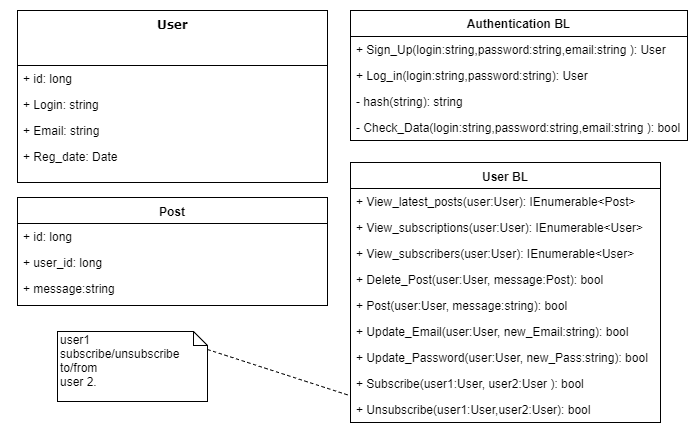 User
+ id: long
+ Login: string
+ Email: string
+ Reg_date: Date
Post
+ id: long
+ user_id: long
+ message:string
user1
subscribe/unsubscribe
to/from
user 2.
Authentication BL
+ Sign_Up(login:string,password:string,email:string ): User
+ Log_in(login:string,password:string): User
- hash(string): string
- Check_Data(login:string,password:string,email:string ): bool
User BL
+ View_latest_posts(user:User): IEnumerable<Post>
+ View_subscriptions(user:User): IEnumerable<User>
+ View_subscribers(user:User): IEnumerable<User>
+ Delete_Post(user:User, message:Post): bool
+ Post(user:User, message:string): bool
+ Update_Email(user:User, new_Email:string): bool
+ Update_Password(user:User, new_Pass:string): bool
+ Subscribe(user1:User, user2:User ): bool
+ Unsubscribe(user1:User,user2:User): bool